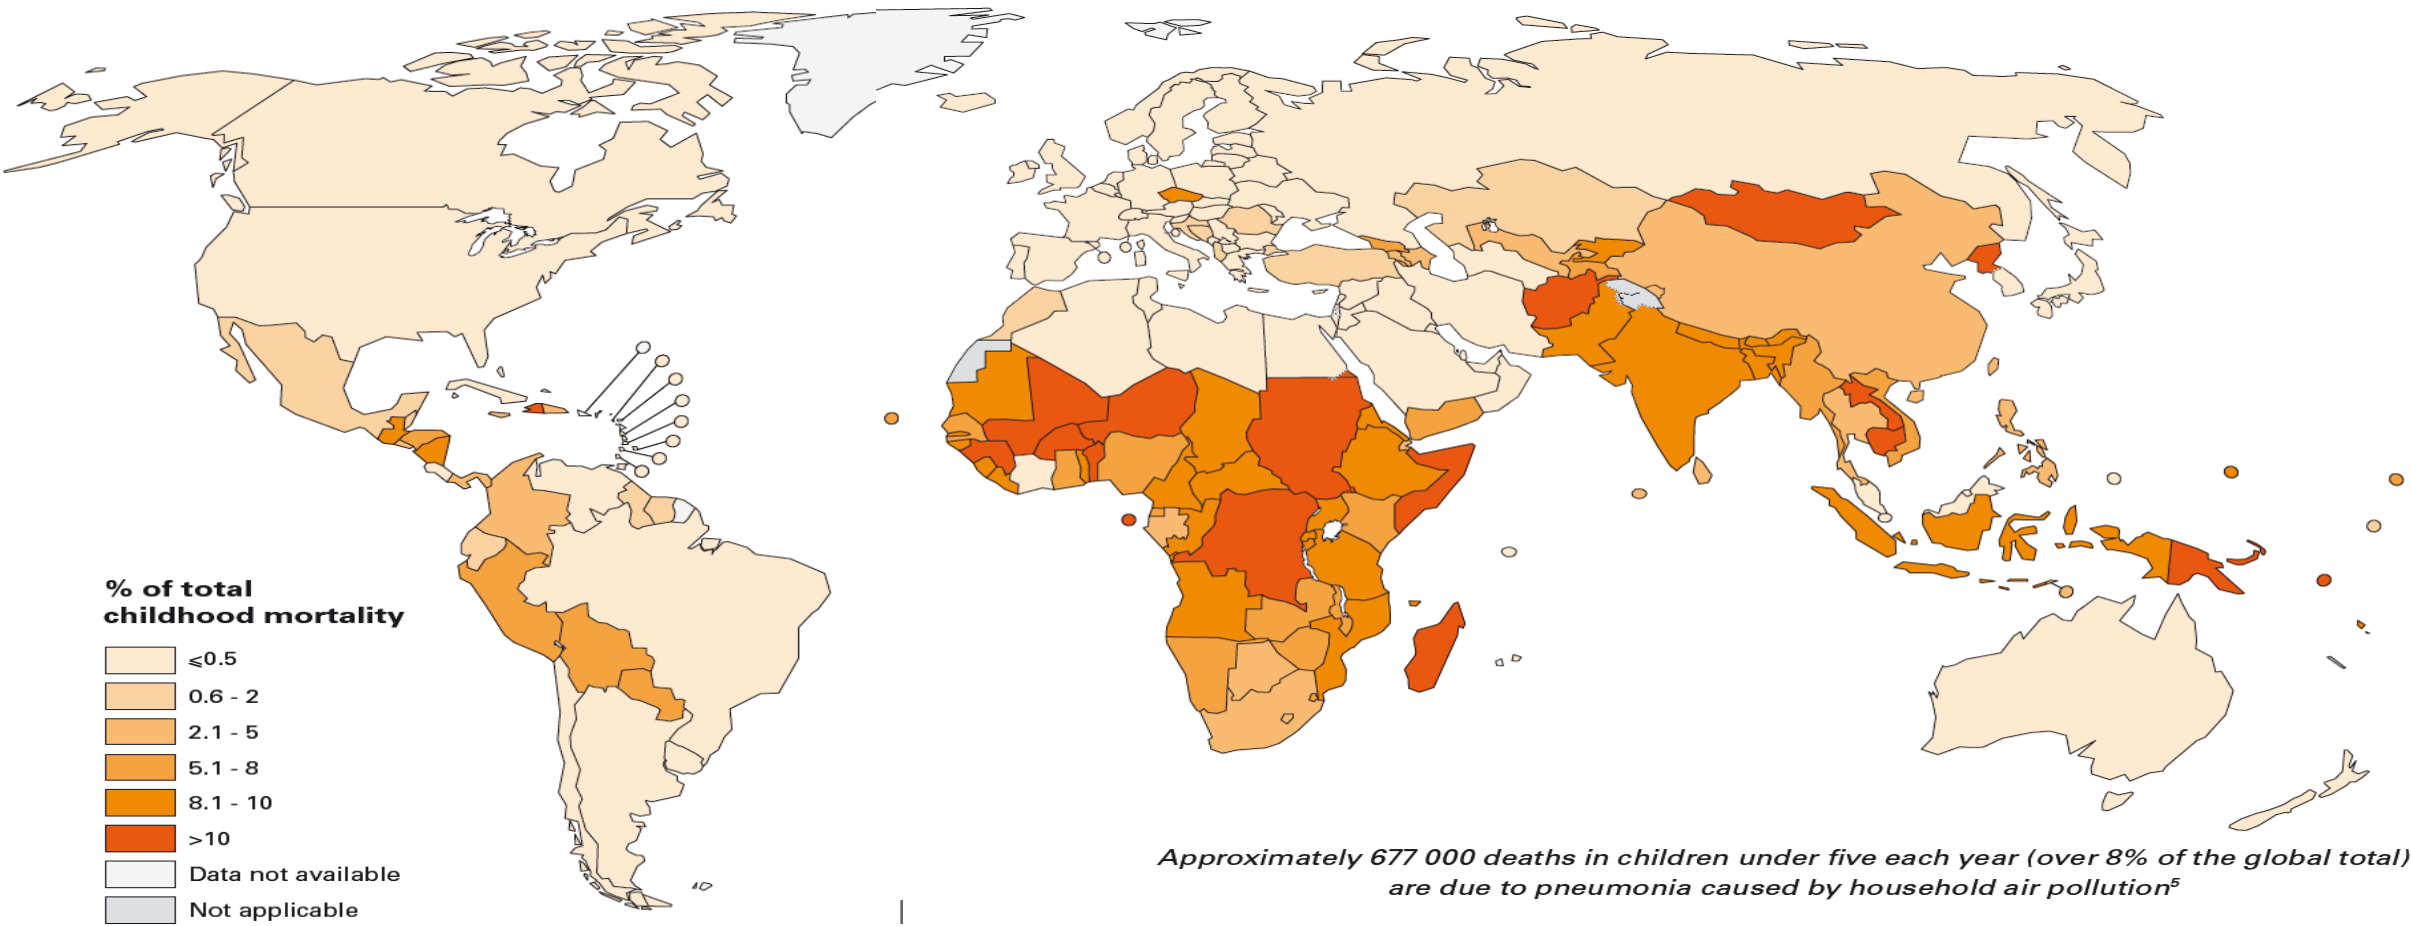 % of total
childhood mortality
⩽0.5
0.6 - 2
2.1 - 5
5.1 - 8
8.1 - 10
>10
Data not available
Not applicable
Approximately 677 000 deaths in children under five each year (over 8% of the global total)
are due to pneumonia caused by household air pollution⁵